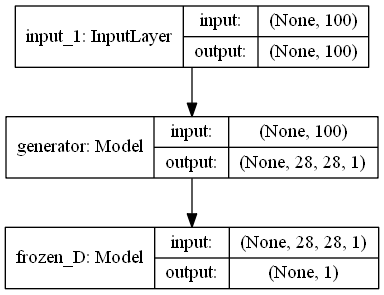 input_1: InputLayer
input: (None, 100)
output: (None, 100)
generator: Model
input: (None, 100)
output: (None, 28, 28, 1)
frozen_D: Model
input: (None, 28, 28, 1)
output: (None, 1)